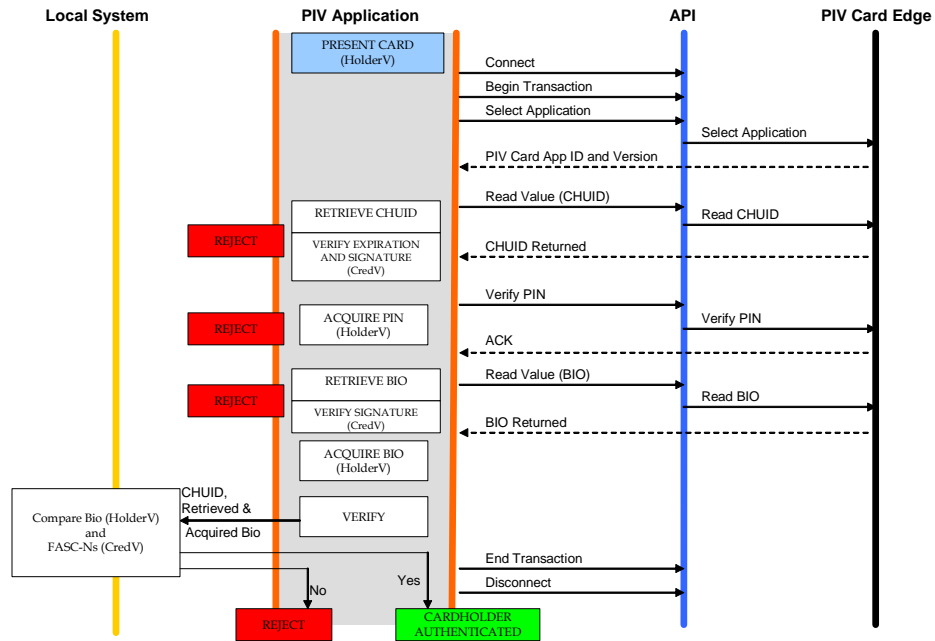 Local System
PIV Application
API
PIV Card Edge
PRESENT CARD
(HolderV)
Connect
Begin Transaction
Select Application
Select Application
PIV Card App ID and Version
Read Value (CHUID)
RETRIEVE CHUID
Read CHUID
REJECT
VERIFY EXPIRATION
AND SIGNATURE
(CredV)
CHUID Returned
Verify PIN
REJECT
ACQUIRE PIN
(HolderV)
Verify PIN
ACK
RETRIEVE BIO
Read Value (BIO)
REJECT
Read BIO
VERIFY SIGNATURE
(CredV)
BIO Returned
ACQUIRE BIO
(HolderV)
CHUID,
Retrieved &
Acquired Bio
VERIFY
Compare Bio (HolderV)
and
FASC-Ns (CredV)
End Transaction
Disconnect
No
Yes
REJECT
CARDHOLDER
AUTHENTICATED